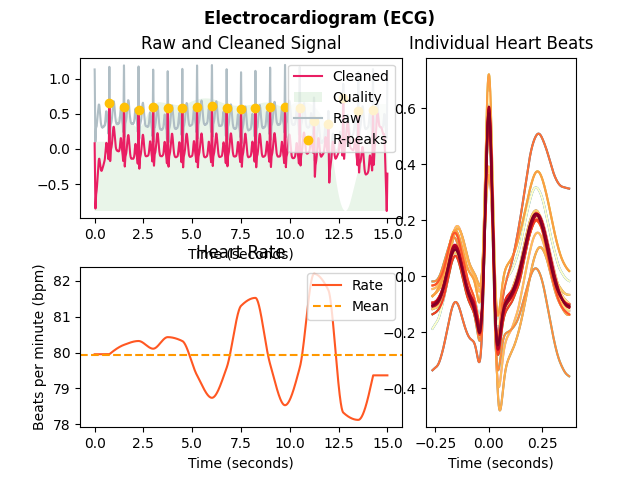 Electrocardiogram (ECG)
Raw and Cleaned Signal
1.0
0.5
0.0
−0.5
Cleaned
Quality
Raw
R-peaks
0.0 2.5 5.0 7.5 10.0 12.5 15.0
Time (seconds)
Heart Rate
Beats per minute (bpm)
82
81
80
79
78
Rate
Mean
0.0 2.5 5.0 7.5 10.0 12.5 15.0
Time (seconds)
Individual Heart Beats
0.6
0.4
0.2
0.0
−0.2
−0.4
−0.25 0.00 0.25
Time (seconds)